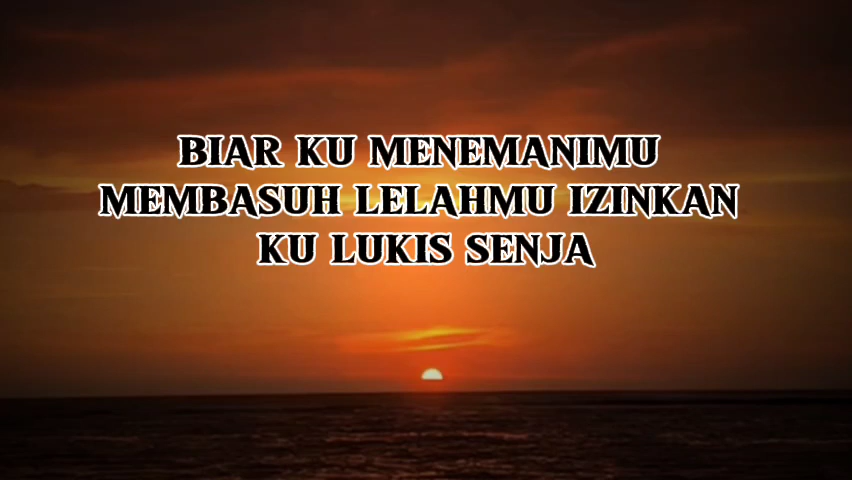 BIAR KU MENEMANIMU
MEMBASUH LELAHMU IZINKAN
KU LUKIS SENJA